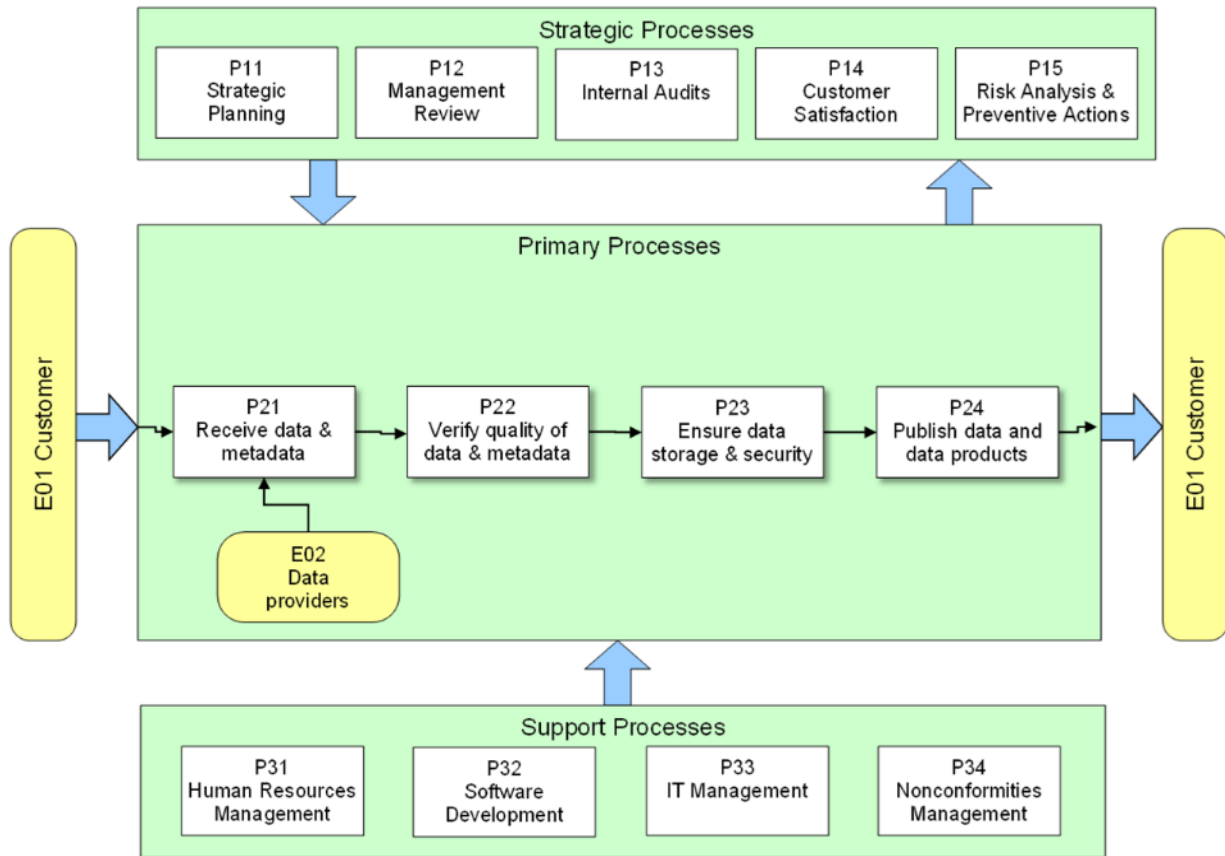 Strategic Processes
P11
Strategic
Planning
P12
Management
Review
P13
Internal Audits
P14
Customer
Satisfaction
P15
Risk Analysis &
Preventive Actions
E01 Customer
Primary Processes
P21
Receive data &
metadata
P22
Verify quality of
data & metadata
P23
Ensure data
storage & security
P24
Publish data and
data products
E02
Data
providers
E01 Customer
Support Processes
P31
Human Resources
Management
P32
Software
Development
P33
IT Management
P34
Nonconformities
Management